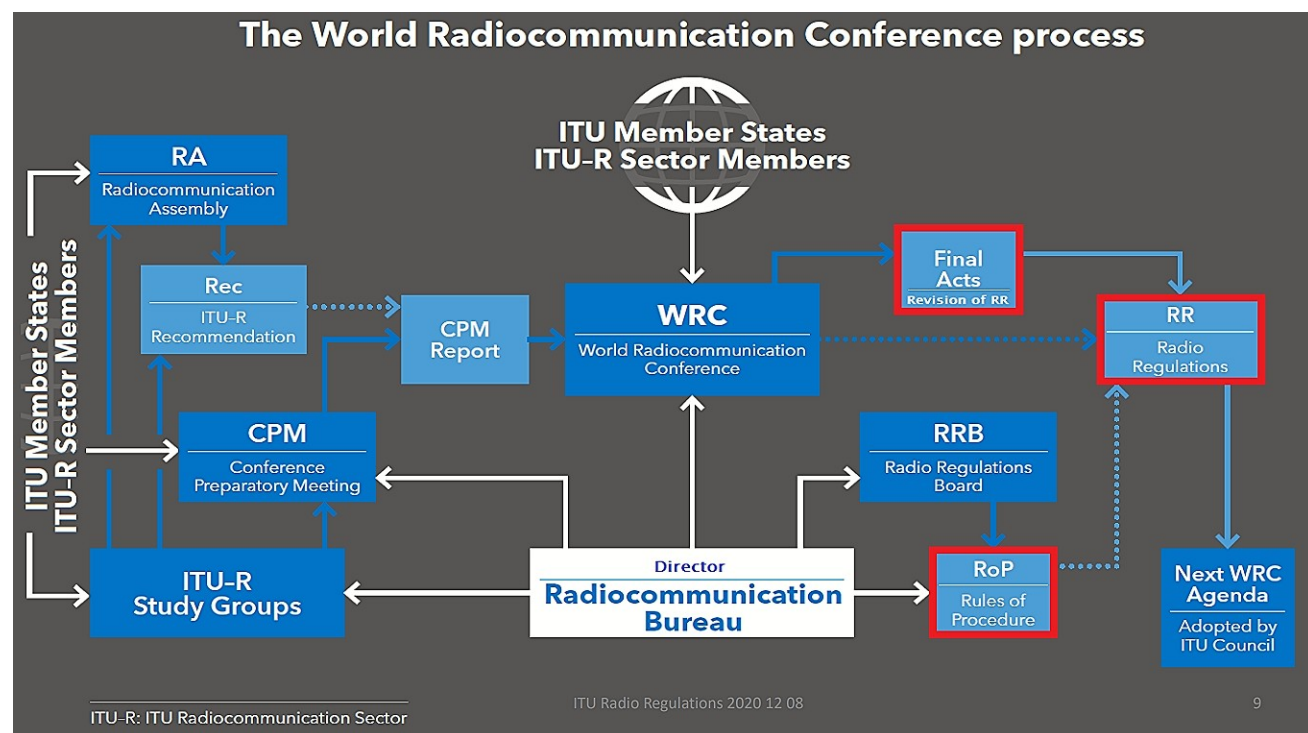 The World Radiocommunication Conference process
ITU Member States
ITU-R Sector Members
ITU Member States
ITU-R Sector Members
RA
Radiocommunication
Assembly
Rec
ITU-R
Recommendation
CPM
Report
WRC
World Radiocommunication
Conference
Final
Acts
Revision of RR
RR
Radio
Regulations
CPM
Conference
Preparatory Meeting
RRB
Radio Regulations
Board
ITU-R
Study Groups
Director
Radiocommunication
Bureau
RoP
Rules of
Procedure
Next WRC
Agenda
Adopted by
ITU Council
ITU-R: ITU Radiocommunication Sector
ITU Radio Regulations 2020 12 08
9